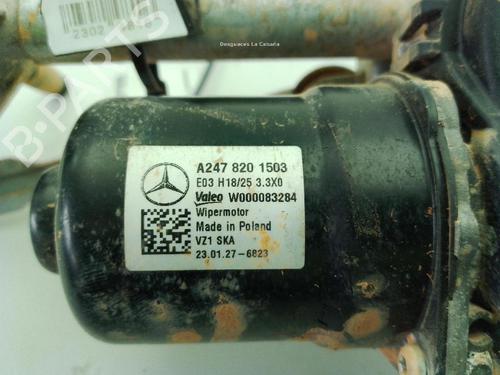 Desguaces La Cabaña
B-PARTS
A247 820 1503
E03 H18/25 3.3X0
Valeo W000083284
Wipermotor
Made in Poland
VZ1 SKA
23.01.27-6823